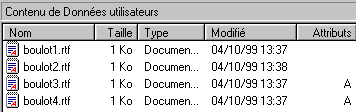 Contenu de Données utilisateurs
Nom Taille Type Modifié Attributs
boulot1.rtf 1 Ko Documen... 04/10/99 13:37
boulot2.rtf 1 Ko Documen... 04/10/99 13:38
boulot3.rtf 1 Ko Documen... 04/10/99 13:37 A
boulot4.rtf 1 Ko Documen... 04/10/99 13:37 A